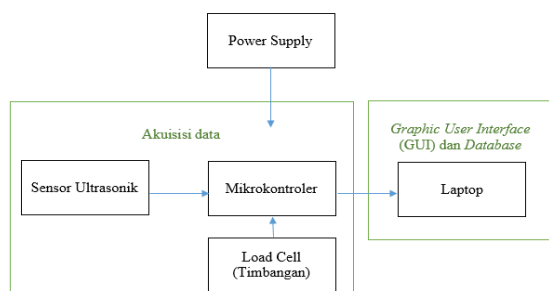 Power Supply
Akuisisi data
Graphic User Interface
(GUI) dan Database
Sensor Ultrasonik
Mikrokontroler
Laptop
Load Cell
(Timbangan)